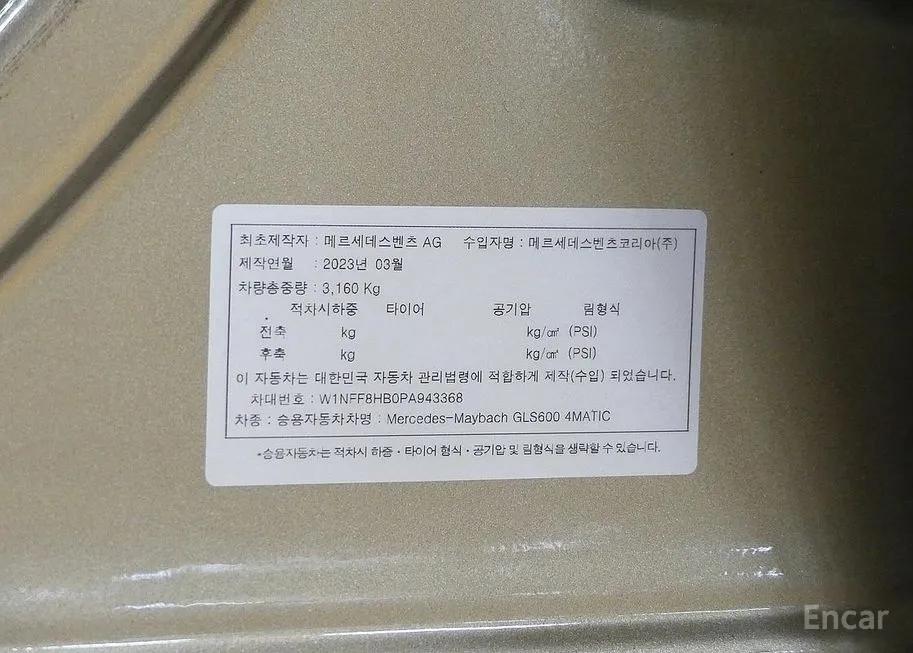 최초제작자 : 메르세데스벤츠 AG 수입자명 : 메르세데스벤츠코리아(주)
제작연월 : 2023년 03월
차량총중량 : 3,160 Kg
적차시하중 타이어 공기압 림형식
전축 kg kg/㎠ (PSI)
후축 kg kg/㎠ (PSI)
이 자동차는 대한민국 자동차 관리법령에 적합하게 제작(수입) 되었습니다.
차대번호 : W1NFF8HB0PA943368
차종 : 승용자동차차명 : Mercedes-Maybach GLS600 4MATIC
*승용자동차는 적차시 하중·타이어 형식·공기압 및 림형식을 생략할 수 있습니다.
Encar